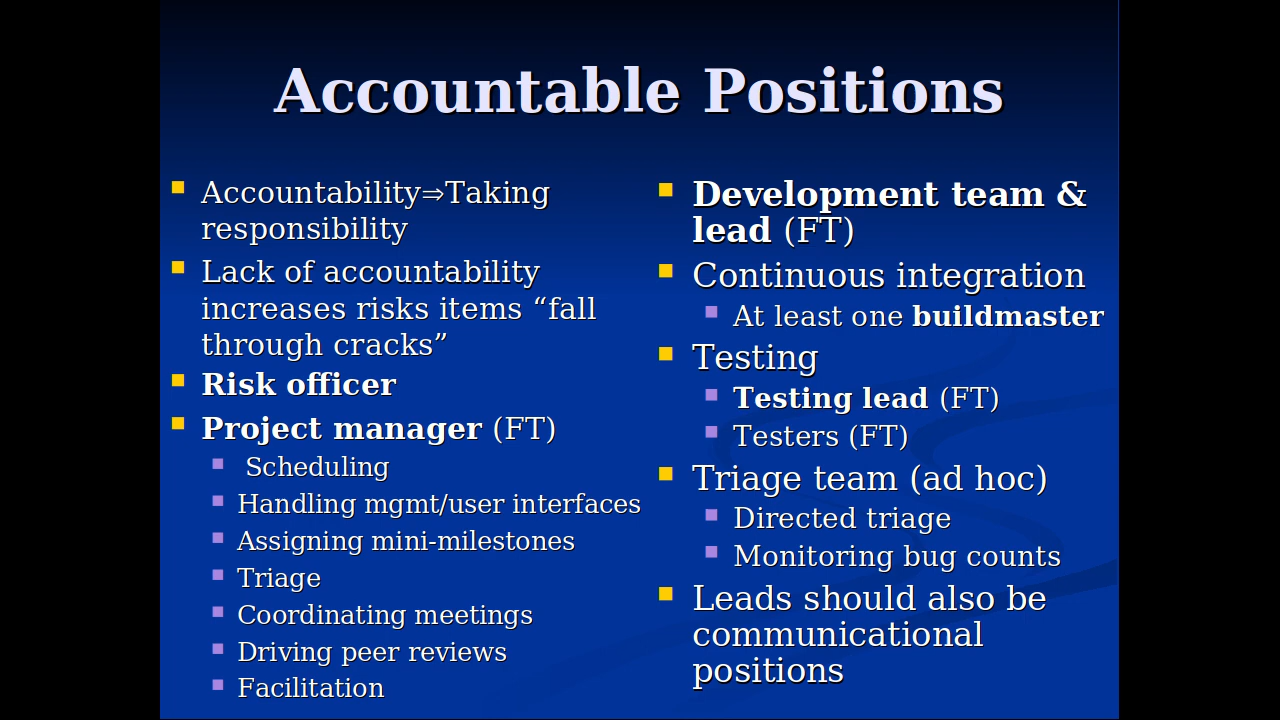 Accountable Positions
Accountability⇒Taking
responsibility
Lack of accountability
increases risks items “fall
through cracks”
Risk officer
Project manager (FT)
Scheduling
Handling mgmt/user interfaces
Assigning mini-milestones
Triage
Coordinating meetings
Driving peer reviews
Facilitation
Development team &
lead (FT)
Continuous integration
At least one buildmaster
Testing
Testing lead (FT)
Testers (FT)
Triage team (ad hoc)
Directed triage
Monitoring bug counts
Leads should also be
communicational
positions